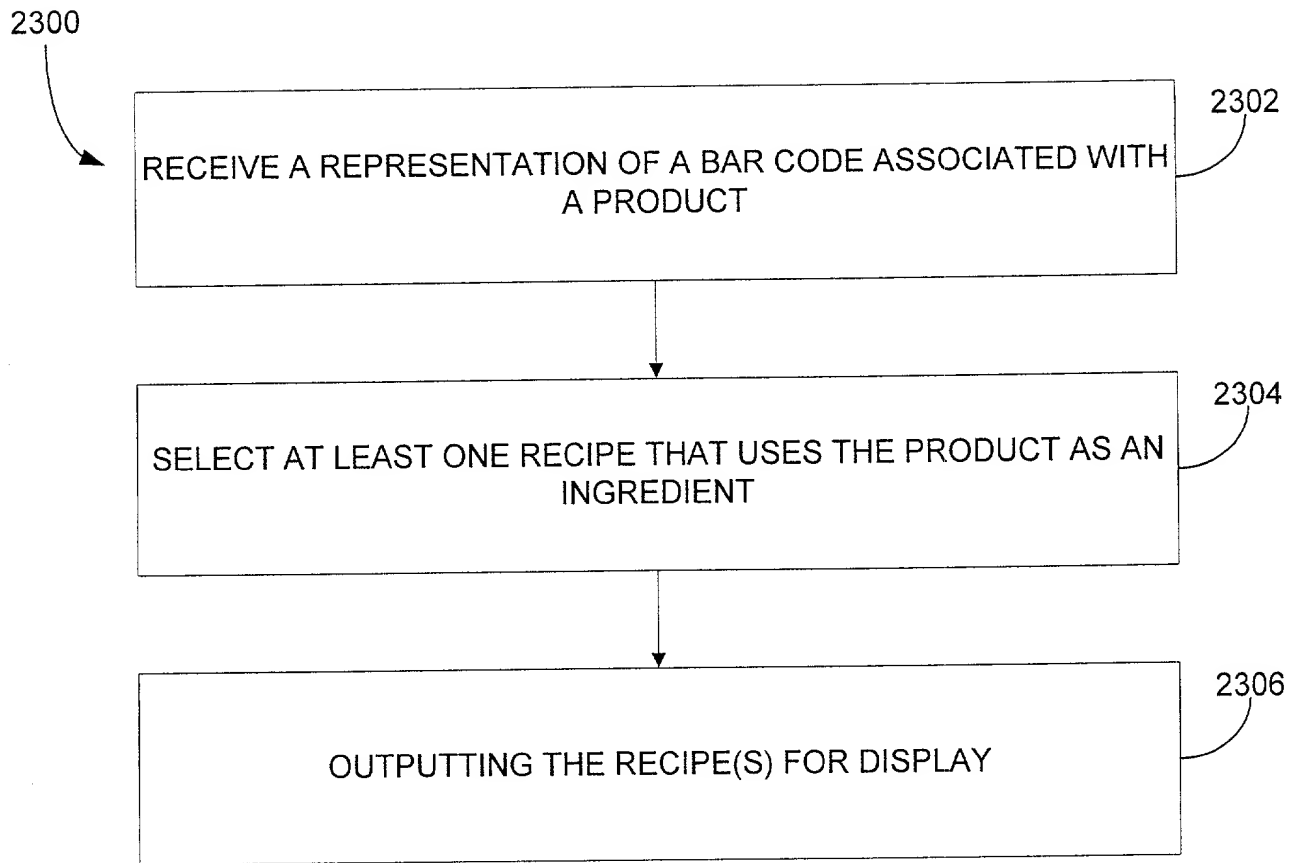 2300
2302
RECEIVE A REPRESENTATION OF A BAR CODE ASSOCIATED WITH
A PRODUCT
2304
SELECT AT LEAST ONE RECIPE THAT USES THE PRODUCT AS AN
INGREDIENT
2306
OUTPUTTING THE RECIPE(S) FOR DISPLAY